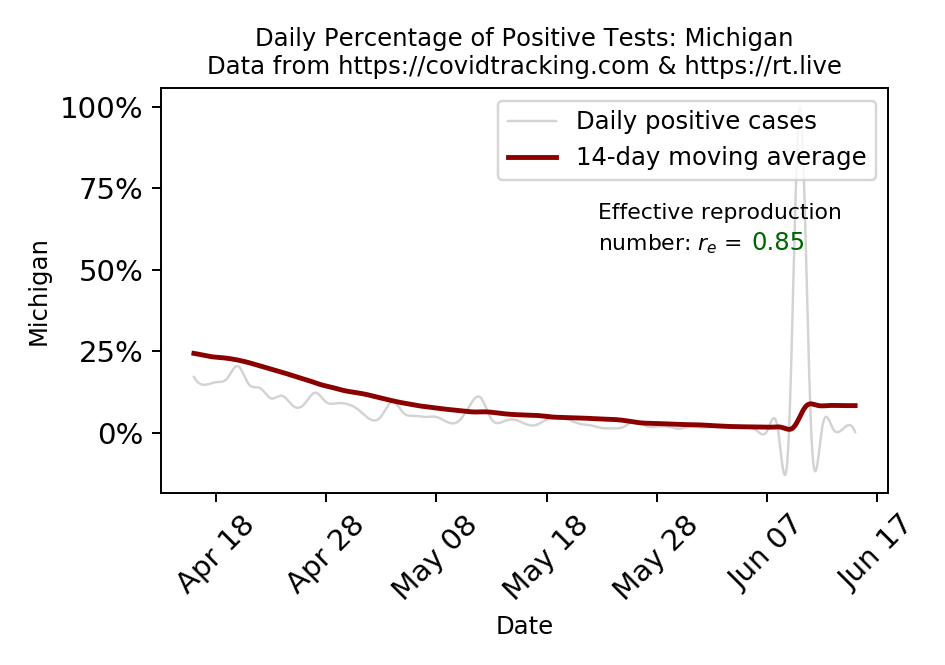 Daily Percentage of Positive Tests: Michigan
Data from https://covidtracking.com & https://rt.live
100%
75%
50%
25%
0%
Michigan
Daily positive cases
14-day moving average
Effective reproduction
number: rₑ = 0.85
Apr 18
Apr 28
May 08
May 18
May 28
Jun 07
Jun 17
Date